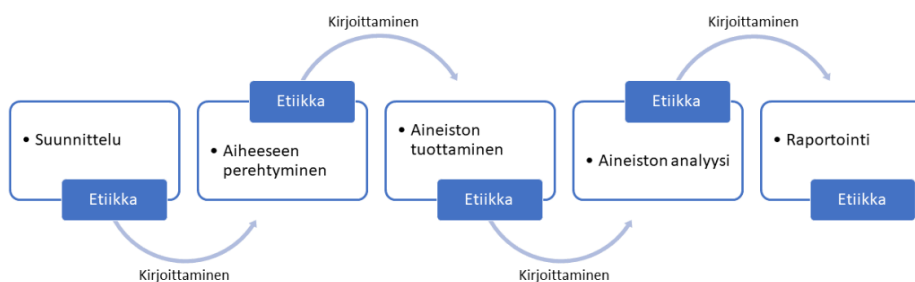 Kirjoittaminen
Kirjoittaminen
Etiikka
Etiikka
• Suunnittelu
• Aiheeseen
perehtyminen
• Aineiston
tuottaminen
• Aineiston analyysi
• Raportointi
Etiikka
Etiikka
Etiikka
Kirjoittaminen
Kirjoittaminen